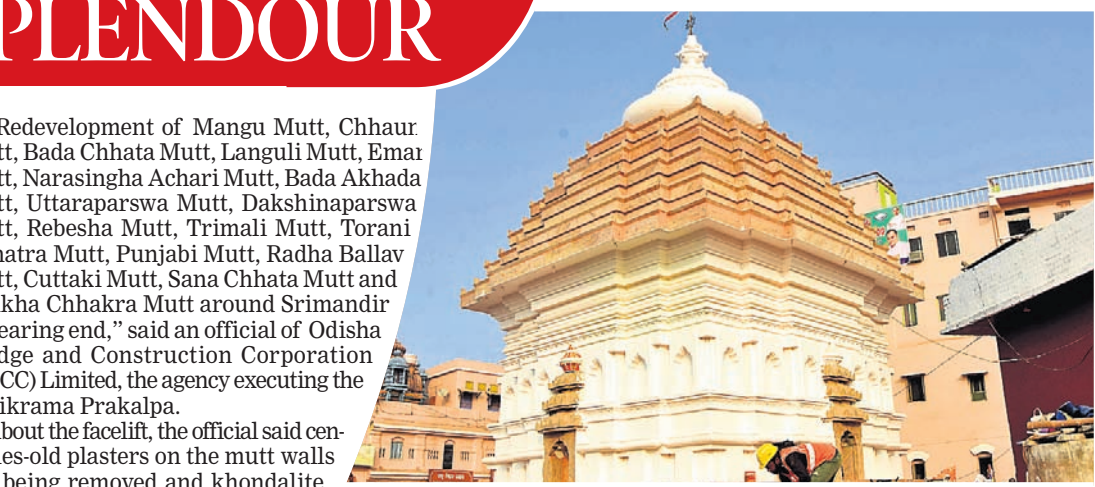 PLENDOUR
Redevelopment of Mangu Mutt, Chhaun
tt, Bada Chhata Mutt, Languli Mutt, Emar
tt, Narasingha Achari Mutt, Bada Akhada
tt, Uttaraparswa Mutt, Dakshinaparswa
tt, Rebesha Mutt, Trimali Mutt, Torani
hatra Mutt, Punjabi Mutt, Radha Ballav
tt, Cuttaki Mutt, Sana Chhata Mutt and
kha Chhakra Mutt around Srimandir
earing end,” said an official of Odisha
dge and Construction Corporation
CC) Limited, the agency executing the
ikrama Prakalpa.
bout the facelift, the official said cen-
es-old plasters on the mutt walls
being removed and khondalite